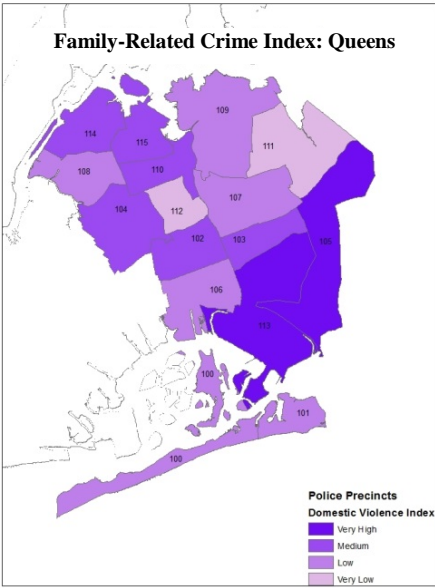 Family-Related Crime Index: Queens
109
114
115
111
110
108
107
112
104
105
102
103
106
113
100
101
100
Police Precincts
Domestic Violence Index
Very High
Medium
Low
Very Low